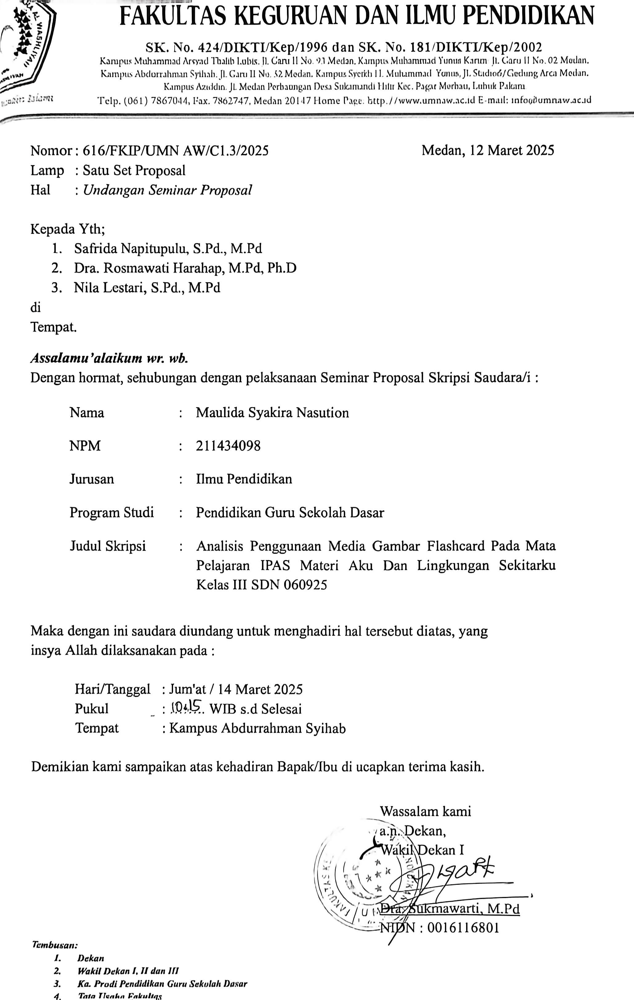 FAKULTAS KEGURUAN DAN ILMU PENDIDIKAN
SK. No. 424/DIKTI/Kep/1996 dan SK. No. 181/DIKTI/Kep/2002
Kampus Muhammad Arsyad Thalib Lubis. Jl. Garu II No. 93 Medan. Kampus Muhammad Yunus Karim Jl. Garu II No. 02 Medan.
Kampus Abdurrahman Syihab. Jl. Garu II No. 52 Medan. Kampus Syeikh H. Muhammad Yunus, Jl. Stadion/Gedung Arca Medan.
Kampus Azuddin. Jl. Medan Perbaungan Desa Sukamandi Hilir Kec. Pagar Merbau, Lubuk Pakam
Telp. (061) 7867044, Fax. 7862747, Medan 20147 Home Page. http.//www.umnaw.ac.id E-mail: info@umnaw.ac.id
Nomor : 616/FKIP/UMN AW/C1.3/2025 Medan, 12 Maret 2025
Lamp : Satu Set Proposal
Hal : Undangan Seminar Proposal
Kepada Yth;
1. Safrida Napitupulu, S.Pd., M.Pd
2. Dra. Rosmawati Harahap, M.Pd, Ph.D
3. Nila Lestari, S.Pd., M.Pd
di
Tempat.
Assalamu'alaikum wr. wb.
Dengan hormat, sehubungan dengan pelaksanaan Seminar Proposal Skripsi Saudara/i :
Nama : Maulida Syakira Nasution
NPM : 211434098
Jurusan : Ilmu Pendidikan
Program Studi : Pendidikan Guru Sekolah Dasar
Judul Skripsi : Analisis Penggunaan Media Gambar Flashcard Pada Mata
Pelajaran IPAS Materi Aku Dan Lingkungan Sekitarku
Kelas III SDN 060925
Maka dengan ini saudara diundang untuk menghadiri hal tersebut diatas, yang
insya Allah dilaksanakan pada :
Hari/Tanggal : Jum'at / 14 Maret 2025
Pukul : 10.15 WIB s.d Selesai
Tempat : Kampus Abdurrahman Syihab
Demikian kami sampaikan atas kehadiran Bapak/Ibu di ucapkan terima kasih.
Wassalam kami
a.n. Dekan,
Wakil Dekan I
Dra. Sukmawarti, M.Pd
NIDN : 0016116801
Tembusan:
1. Dekan
2. Wakil Dekan I, II dan III
3. Ka. Prodi Pendidikan Guru Sekolah Dasar
4. Tata Usaha Fakultas